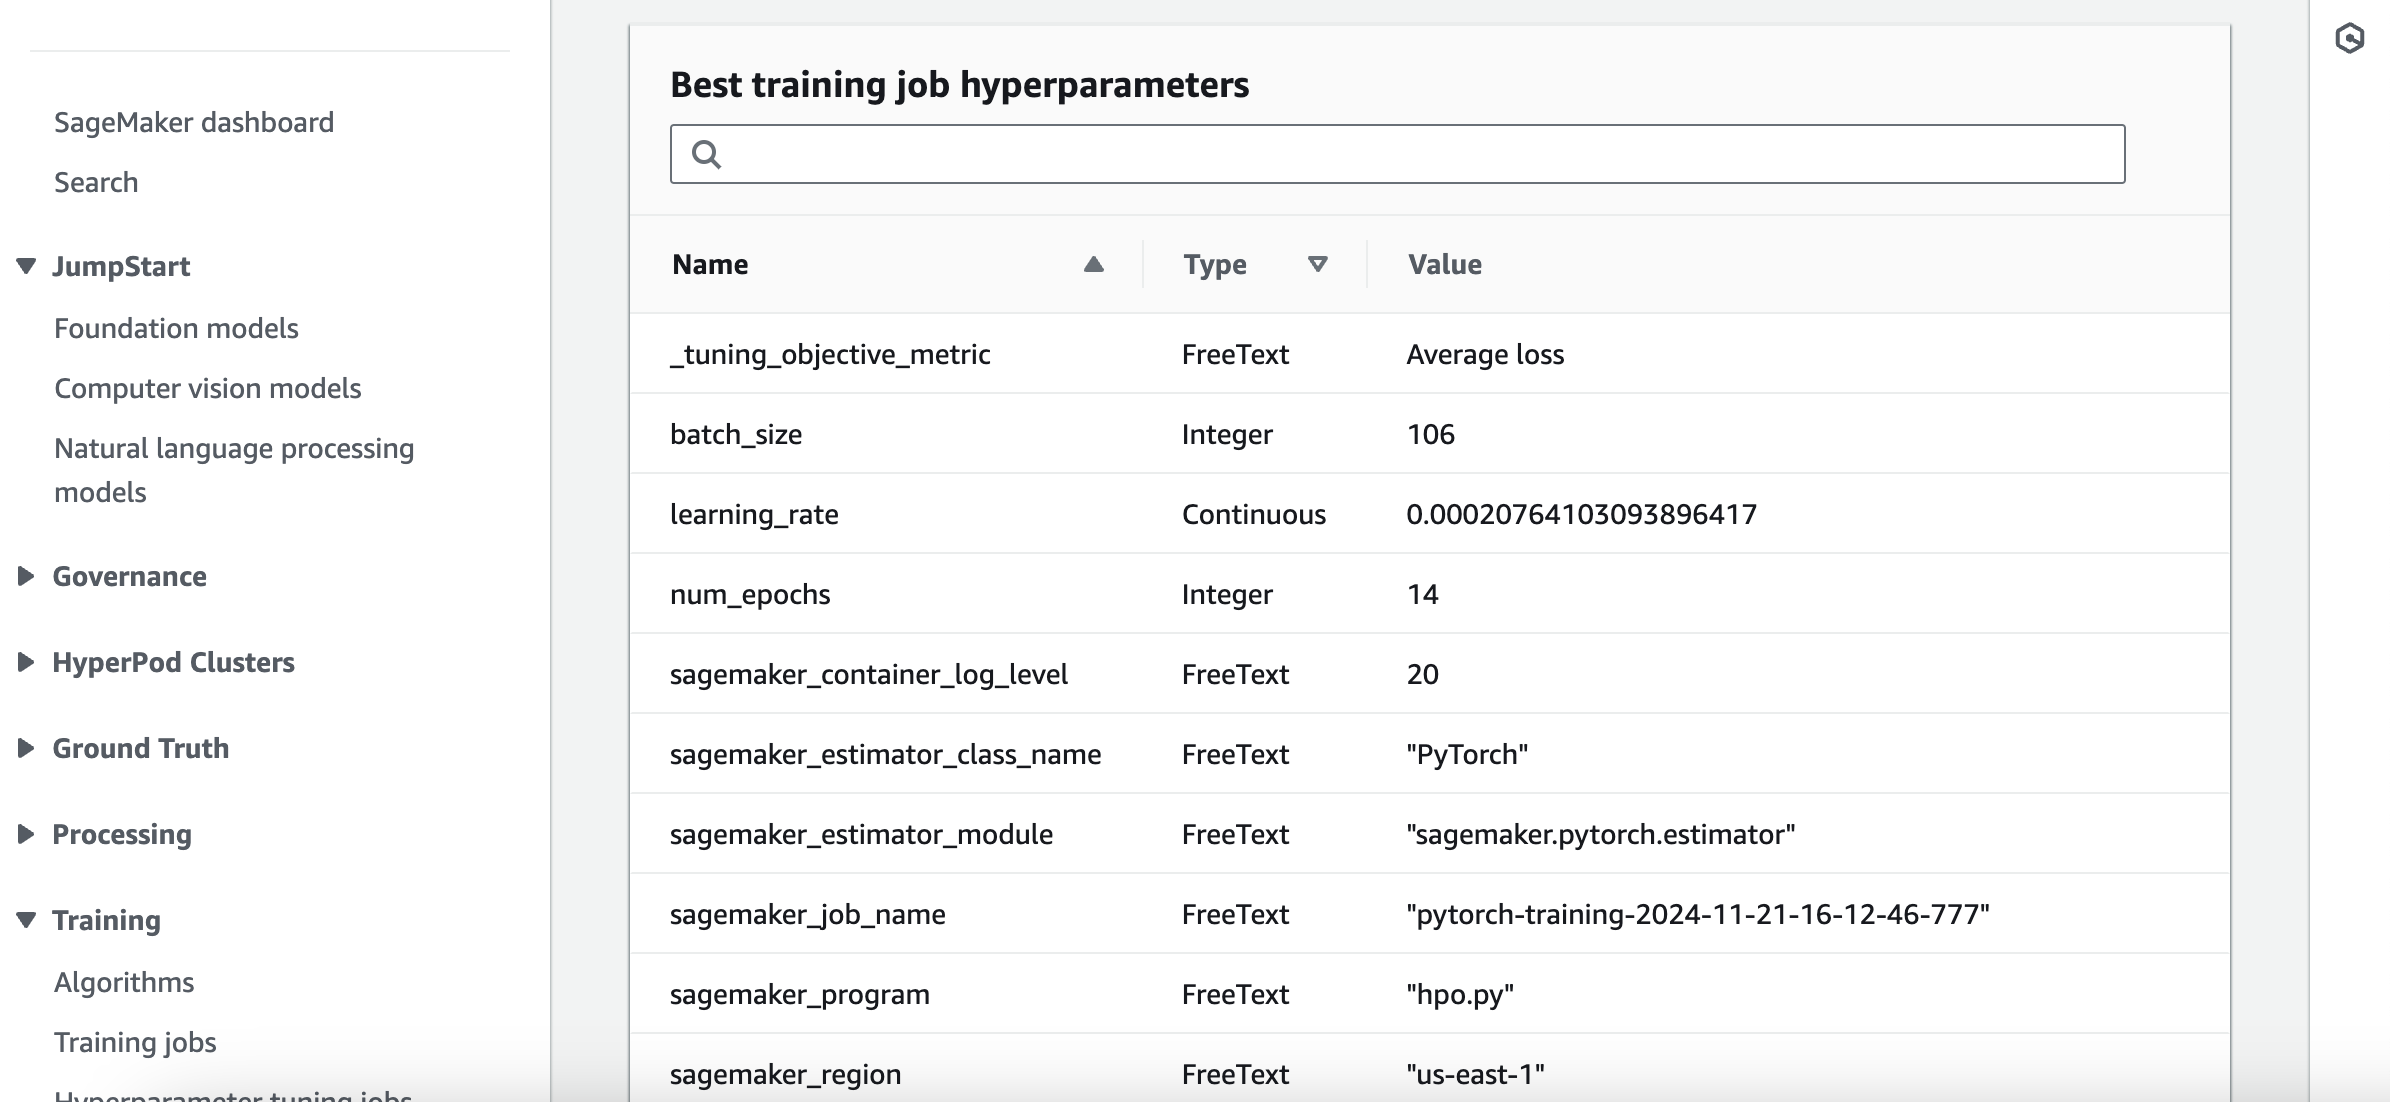 SageMaker dashboard
Search
JumpStart
Foundation models
Computer vision models
Natural language processing
models
Governance
HyperPod Clusters
Ground Truth
Processing
Training
Algorithms
Training jobs
Hyperparameter tuning jobs
Best training job hyperparameters
Name Type Value
_tuning_objective_metric FreeText Average loss
batch_size Integer 106
learning_rate Continuous 0.00020764103093896417
num_epochs Integer 14
sagemaker_container_log_level FreeText 20
sagemaker_estimator_class_name FreeText "PyTorch"
sagemaker_estimator_module FreeText "sagemaker.pytorch.estimator"
sagemaker_job_name FreeText "pytorch-training-2024-11-21-16-12-46-777"
sagemaker_program FreeText "hpo.py"
sagemaker_region FreeText "us-east-1"